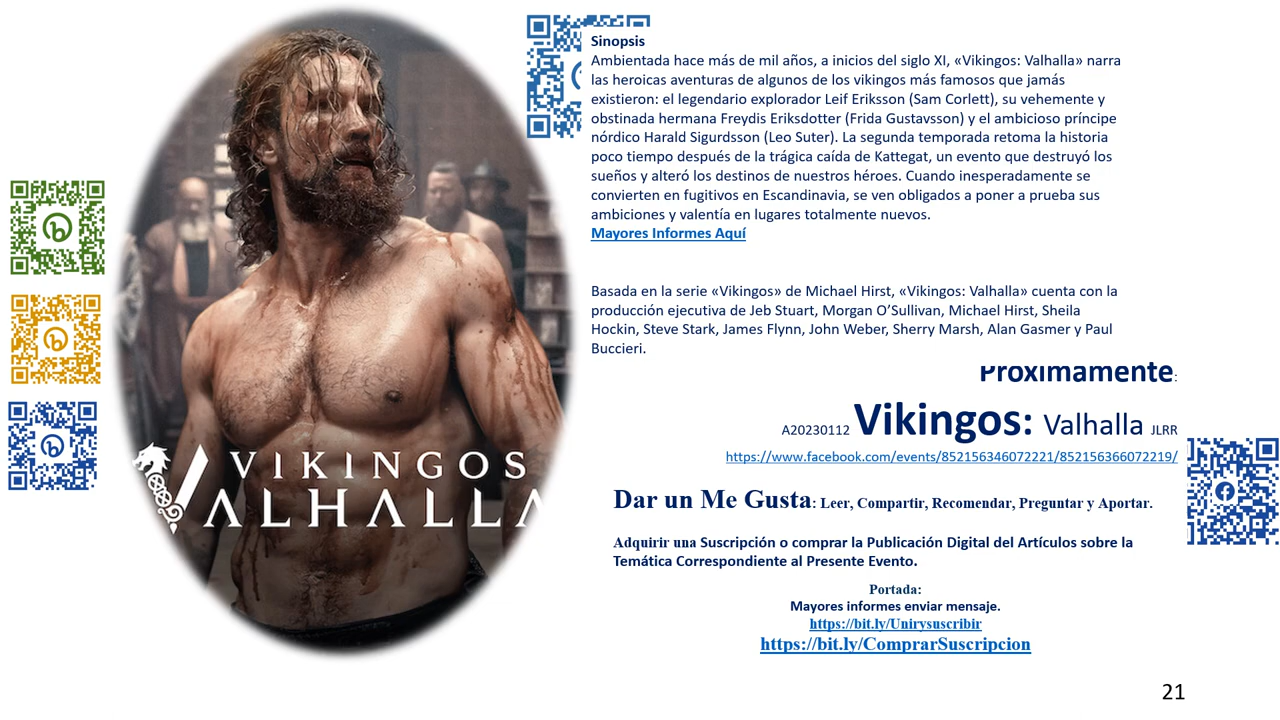 Sinopsis
Ambientada hace más de mil años, a inicios del siglo XI, «Vikingos: Valhalla» narra
las heroicas aventuras de algunos de los vikingos más famosos que jamás
existieron: el legendario explorador Leif Eriksson (Sam Corlett), su vehemente y
obstinada hermana Freydis Eriksdotter (Frida Gustavsson) y el ambicioso príncipe
nórdico Harald Sigurdsson (Leo Suter). La segunda temporada retoma la historia
poco tiempo después de la trágica caída de Kattegat, un evento que destruyó los
sueños y alteró los destinos de nuestros héroes. Cuando inesperadamente se
convierten en fugitivos en Escandinavia, se ven obligados a poner a prueba sus
ambiciones y valentía en lugares totalmente nuevos.
Mayores Informes Aquí
Basada en la serie «Vikingos» de Michael Hirst, «Vikingos: Valhalla» cuenta con la
producción ejecutiva de Jeb Stuart, Morgan O’Sullivan, Michael Hirst, Sheila
Hockin, Steve Stark, James Flynn, John Weber, Sherry Marsh, Alan Gasmer y Paul
Buccieri.
Próximamente:
A20230112 Vikingos: Valhalla JLRR
https://www.facebook.com/events/852156346072221/852156366072219/
VIKINGOS
VALHALLA
Dar un Me Gusta: Leer, Compartir, Recomendar, Preguntar y Aportar.
Adquirir una Suscripción o comprar la Publicación Digital del Artículos sobre la
Temática Correspondiente al Presente Evento.
Portada:
Mayores informes enviar mensaje.
https://bit.ly/Unirysuscribir
https://bit.ly/ComprarSuscripcion
21